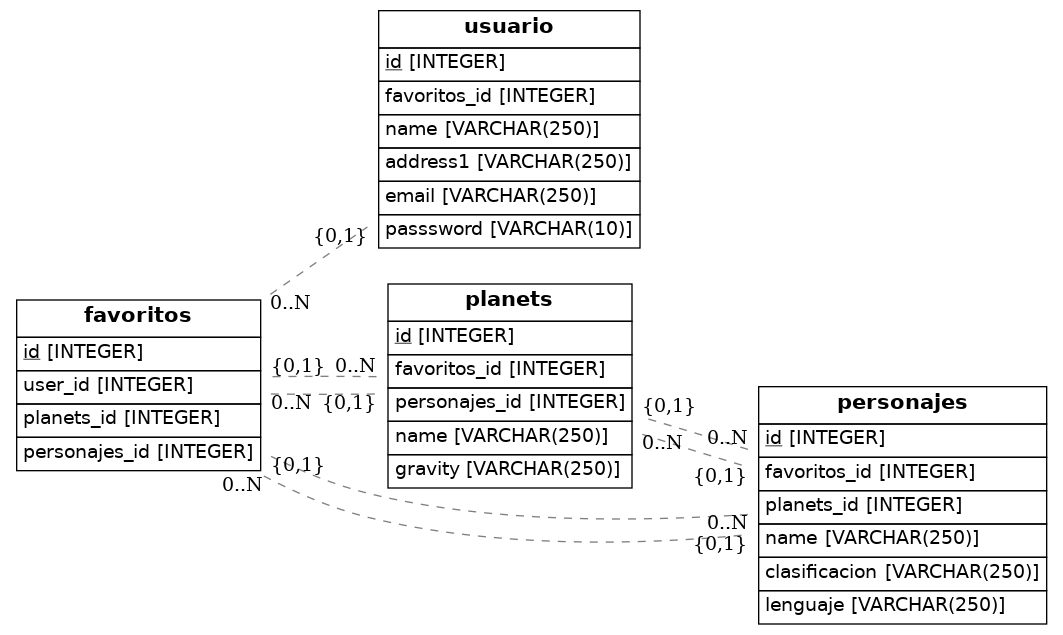 usuario
id [INTEGER]
favoritos_id [INTEGER]
name [VARCHAR(250)]
address1 [VARCHAR(250)]
email [VARCHAR(250)]
passsword [VARCHAR(10)]
{0,1}
0..N
favoritos
id [INTEGER]
user_id [INTEGER]
planets_id [INTEGER]
personajes_id [INTEGER]
{0,1} 0..N
0..N {0,1}
planets
id [INTEGER]
favoritos_id [INTEGER]
personajes_id [INTEGER]
name [VARCHAR(250)]
gravity [VARCHAR(250)]
{0,1}
0..N
0..N
{0,1}
{0,1}
0..N
0..N
{0,1}
personajes
id [INTEGER]
favoritos_id [INTEGER]
planets_id [INTEGER]
name [VARCHAR(250)]
clasificacion [VARCHAR(250)]
lenguaje [VARCHAR(250)]